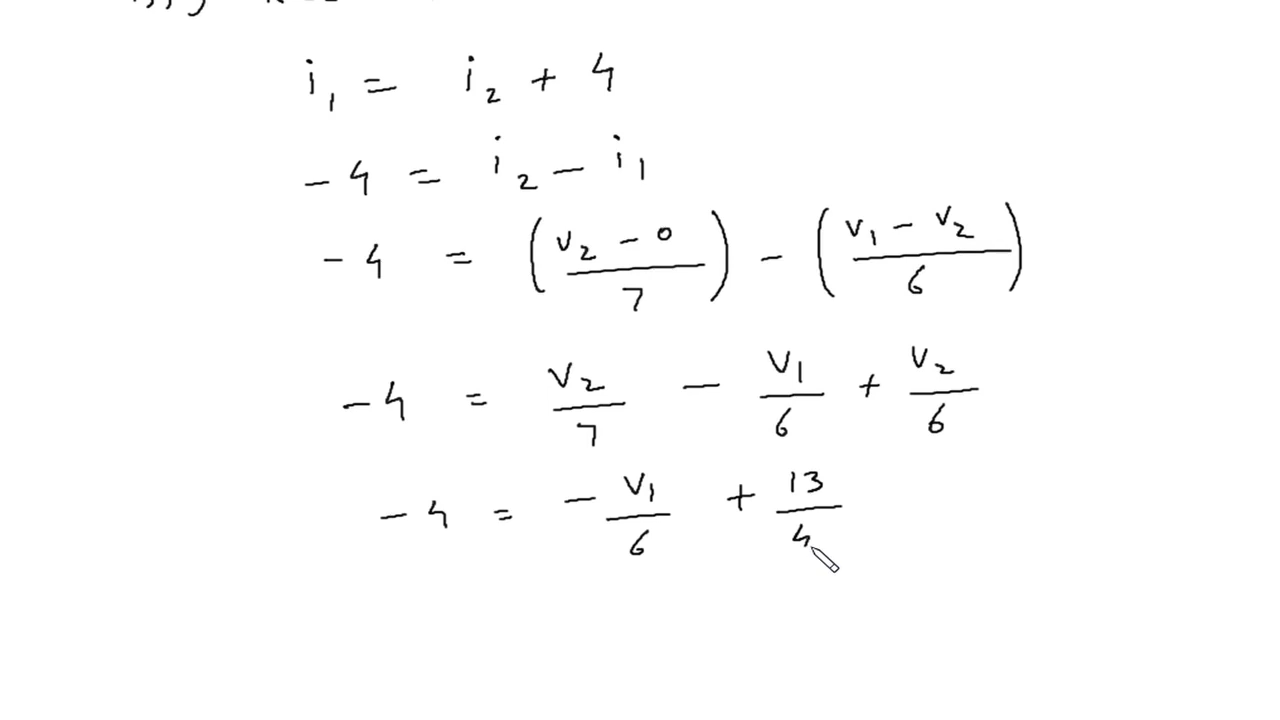 i₁ = i₂ + 4
-4 = i₂ - i₁
-4 = ((v₂ - 0)/7) - ((v₁ - v₂)/6)
-4 = v₂/7 - v₁/6 + v₂/6
-4 = - v₁/6 + 13/4